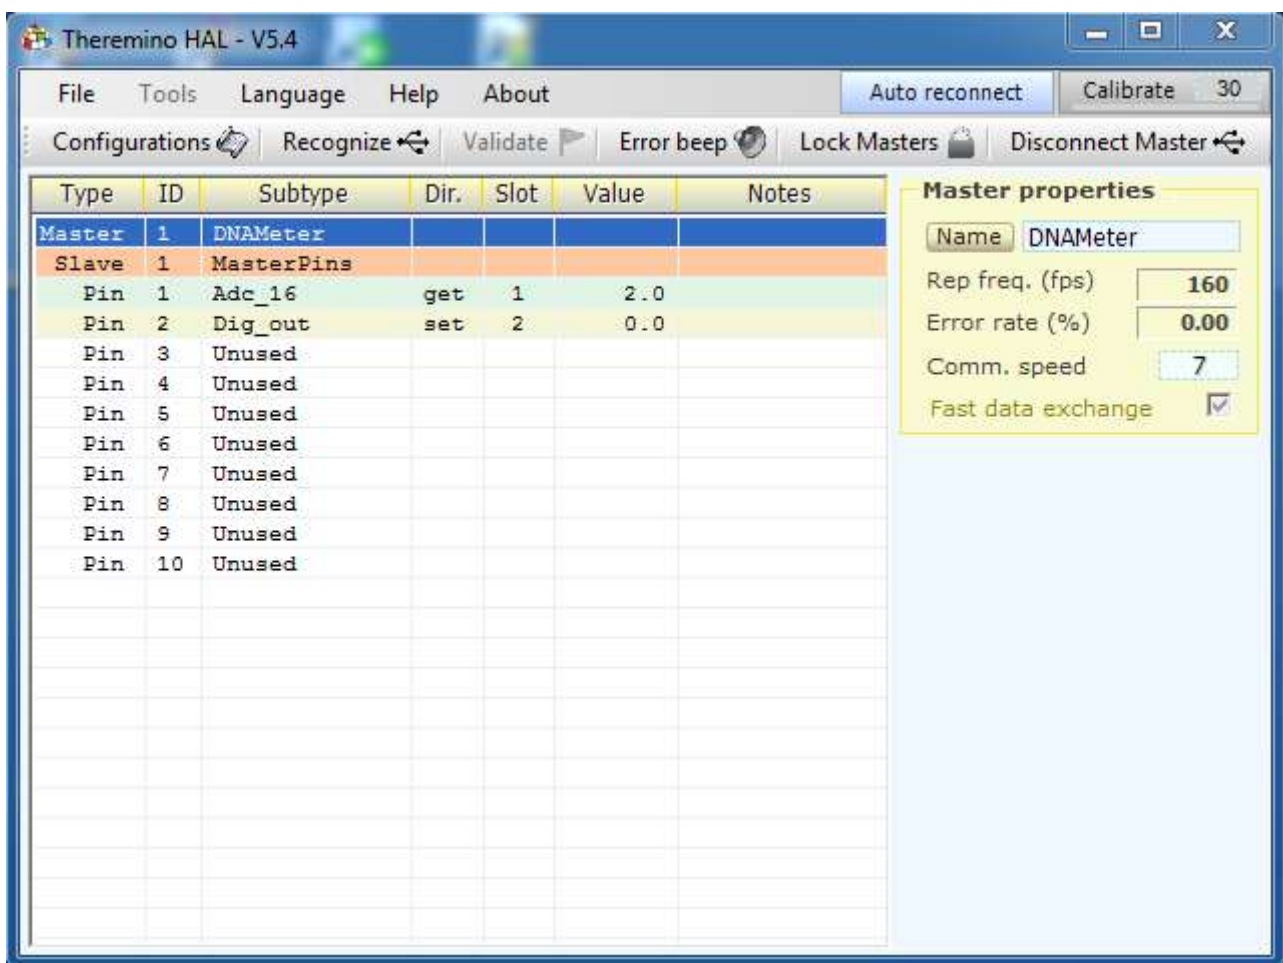 Theremino HAL - V5.4
File Tools Language Help About Auto reconnect Calibrate 30
Configurations Recognize Validate Error beep Lock Masters Disconnect Master
Type ID Subtype Dir. Slot Value Notes
Master 1 DNAMeter
Slave 1 MasterPins
Pin 1 Adc_16 get 1 2.0
Pin 2 Dig_out set 2 0.0
Pin 3 Unused
Pin 4 Unused
Pin 5 Unused
Pin 6 Unused
Pin 7 Unused
Pin 8 Unused
Pin 9 Unused
Pin 10 Unused
Master properties
Name DNAMeter
Rep freq. (fps) 160
Error rate (%) 0.00
Comm. speed 7
Fast data exchange